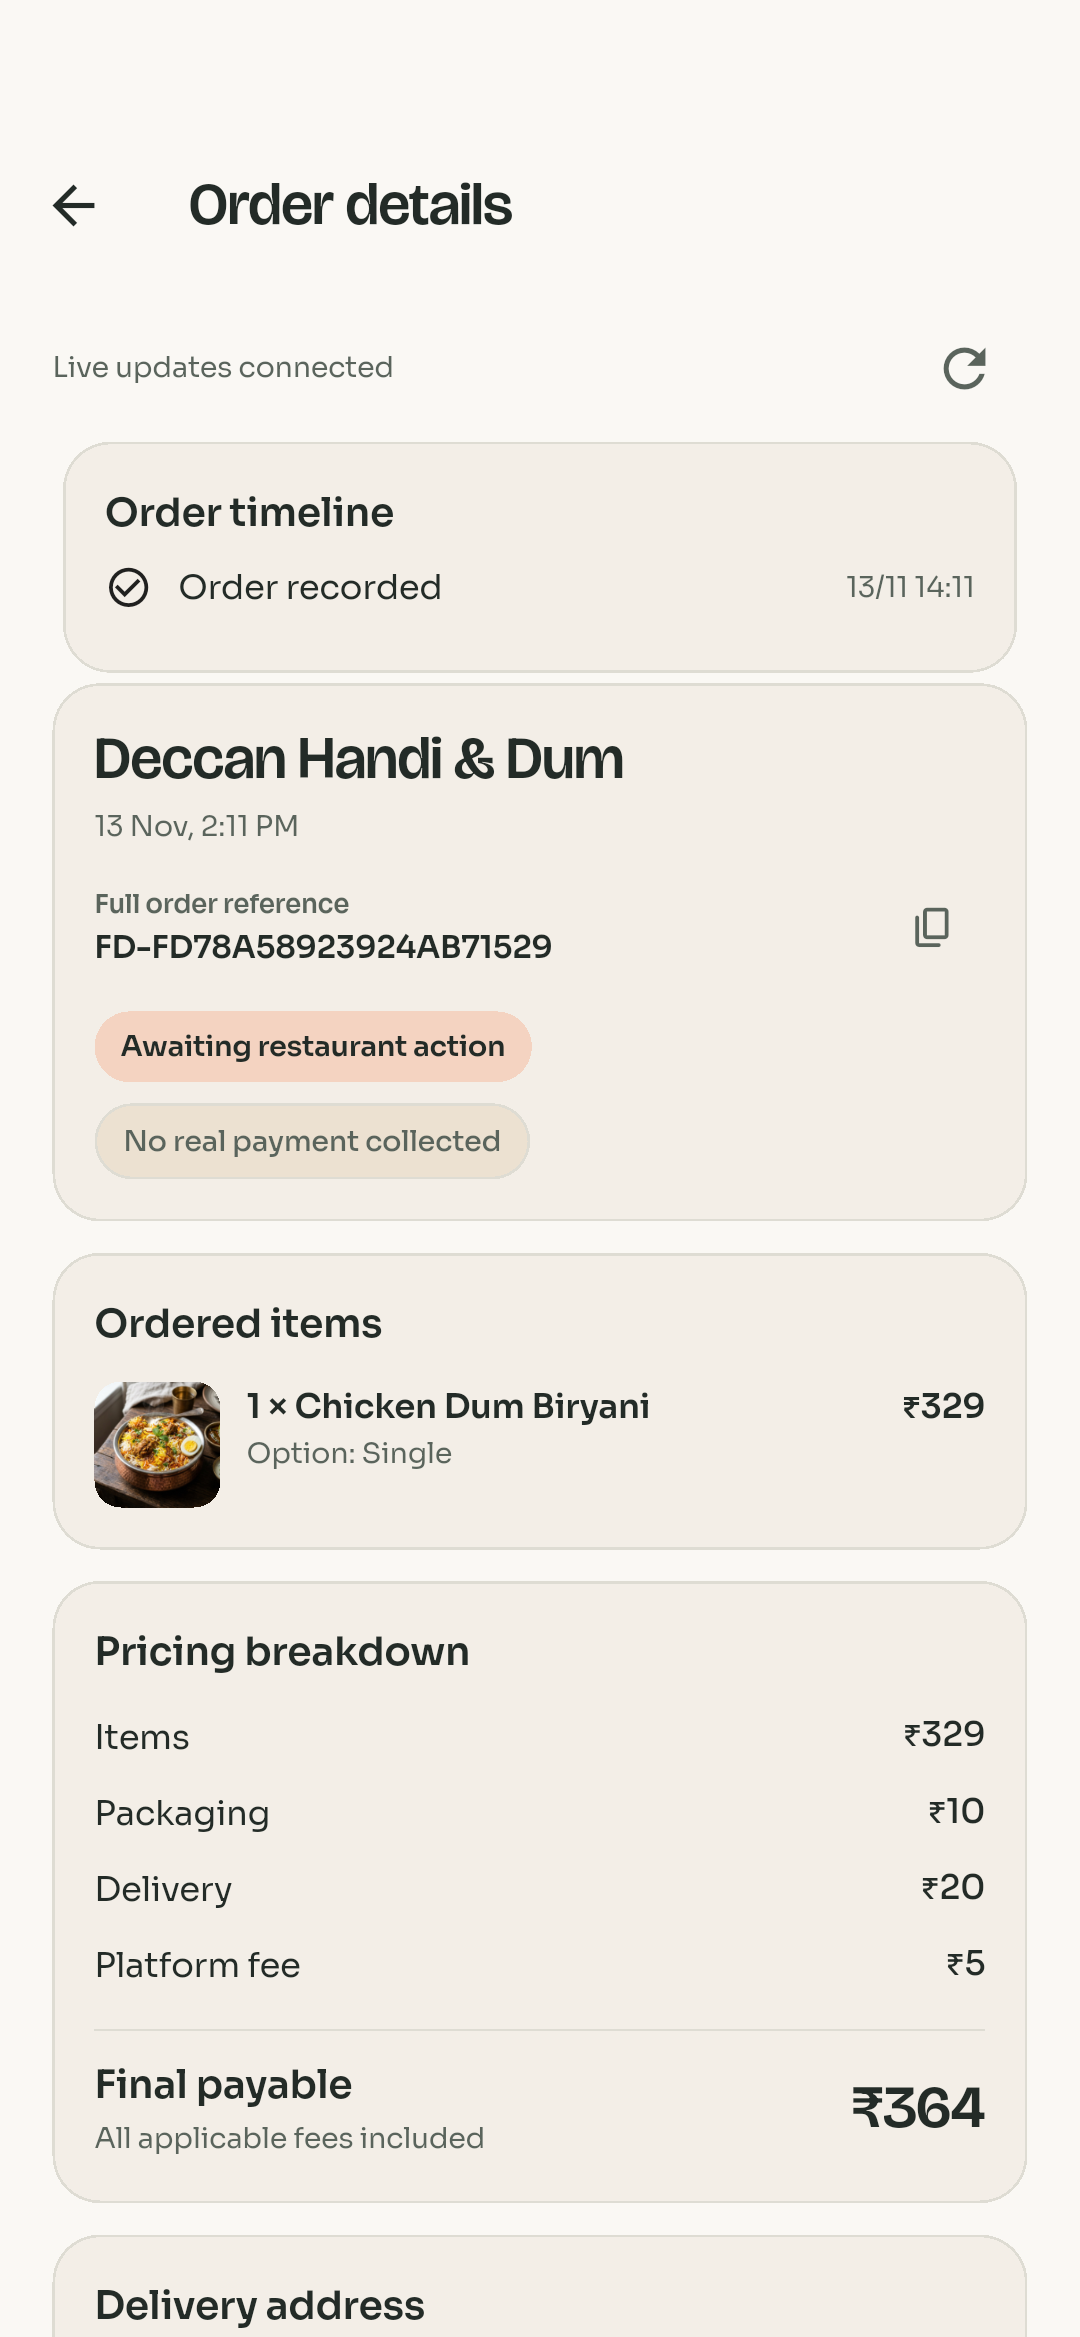 Order details
Live updates connected
Order timeline
Order recorded 13/11 14:11
Deccan Handi & Dum
13 Nov, 2:11 PM
Full order reference
FD-FD78A58923924AB71529
Awaiting restaurant action
No real payment collected
Ordered items
1 × Chicken Dum Biryani ₹329
Option: Single
Pricing breakdown
Items ₹329
Packaging ₹10
Delivery ₹20
Platform fee ₹5
Final payable ₹364
All applicable fees included
Delivery address